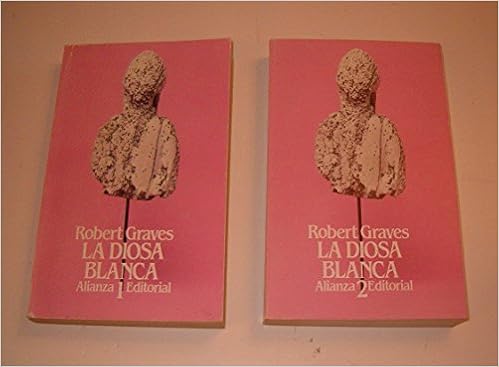 Robert Graves
LA DIOSA
BLANCA
Alianza 1 Editorial
Robert Graves
LA DIOSA
BLANCA
Alianza 2 Editorial